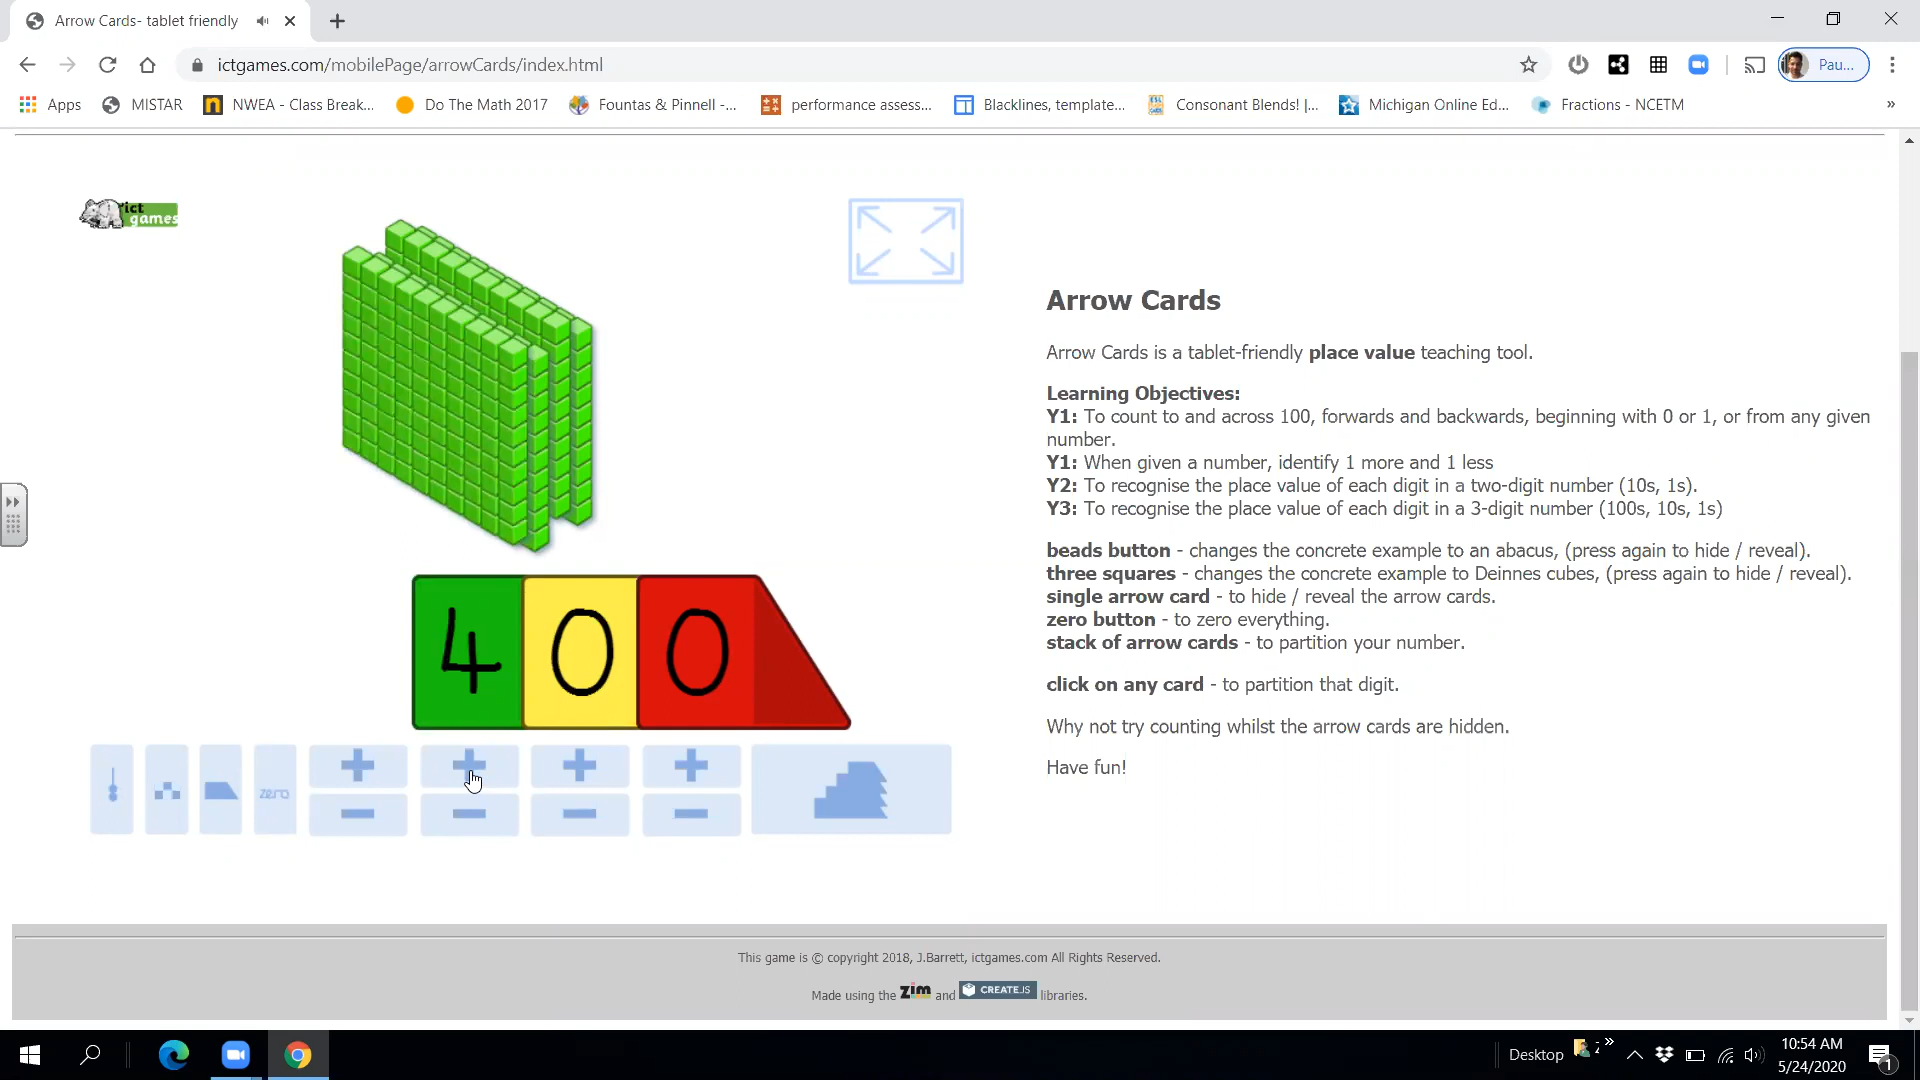 Arrow Cards- tablet friendly
ictgames.com/mobilePage/arrowCards/index.html
Pau...
Apps
MISTAR
NWEA - Class Break...
Do The Math 2017
Fountas & Pinnell -...
performance assess...
Blacklines, template...
Consonant Blends! |...
Michigan Online Ed...
Fractions - NCETM
»
ict
games
4 0 0
zero
Arrow Cards
Arrow Cards is a tablet-friendly place value teaching tool.
Learning Objectives:
Y1: To count to and across 100, forwards and backwards, beginning with 0 or 1, or from any given
number.
Y1: When given a number, identify 1 more and 1 less
Y2: To recognise the place value of each digit in a two-digit number (10s, 1s).
Y3: To recognise the place value of each digit in a 3-digit number (100s, 10s, 1s)
beads button - changes the concrete example to an abacus, (press again to hide / reveal).
three squares - changes the concrete example to Deinnes cubes, (press again to hide / reveal).
single arrow card - to hide / reveal the arrow cards.
zero button - to zero everything.
stack of arrow cards - to partition your number.
click on any card - to partition that digit.
Why not try counting whilst the arrow cards are hidden.
Have fun!
This game is © copyright 2018, J.Barrett, ictgames.com All Rights Reserved.
Made using the zim and CREATEJS libraries.
Desktop
»
10:54 AM
5/24/2020
1